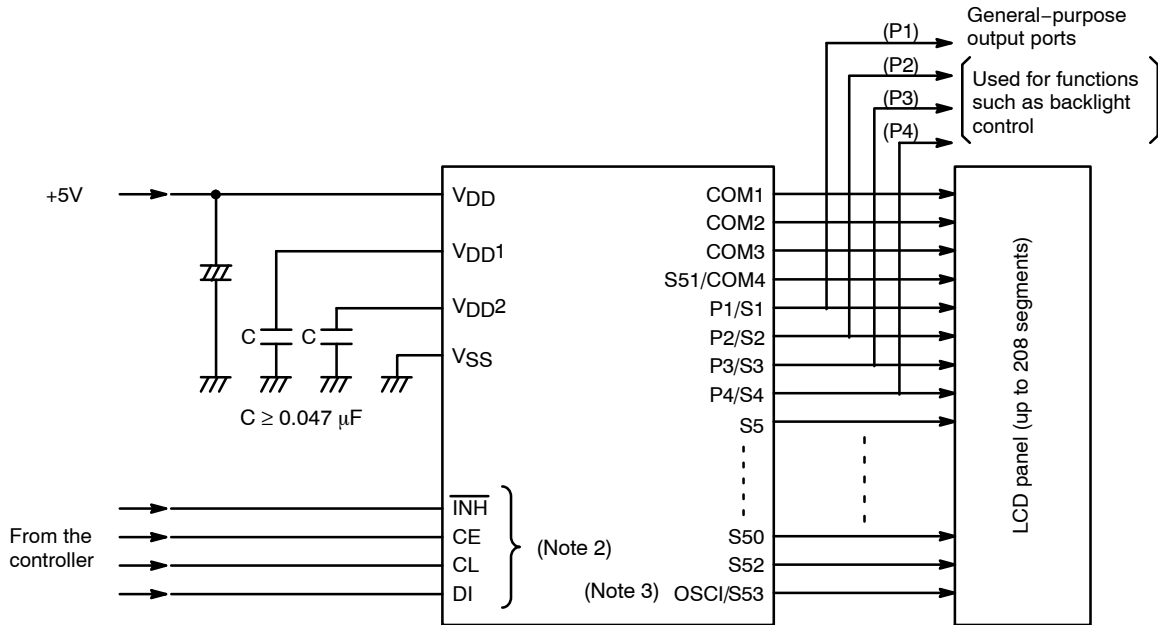 General−purpose
output ports
(P1)
(P2)
(P3)
(P4)
Used for functions
such as backlight
control
+5V
VDD
VDD1
VDD2
VSS
C
C
C ≥ 0.047 μF
COM1
COM2
COM3
S51/COM4
P1/S1
P2/S2
P3/S3
P4/S4
S5
S50
S52
(Note 3) OSCI/S53
From the
controller
INH
CE
CL
DI
(Note 2)
LCD panel (up to 208 segments)